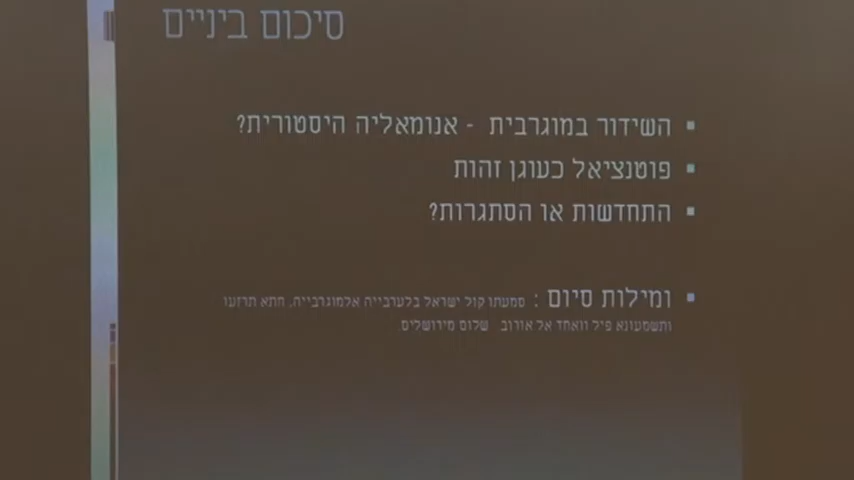 סיכום ביניים
השידור במוגרבית - אנומאליה היסטורית?
פוטנציאל כעוגן זהות
התחדשות או הסתגרות?
ומילות סיום : סמעתו קול ישראל בלערבייה אלמוגרבייה, חתא תרזעו
ותשמעונא פיל וואחד אל אורוב שלום מירושלים